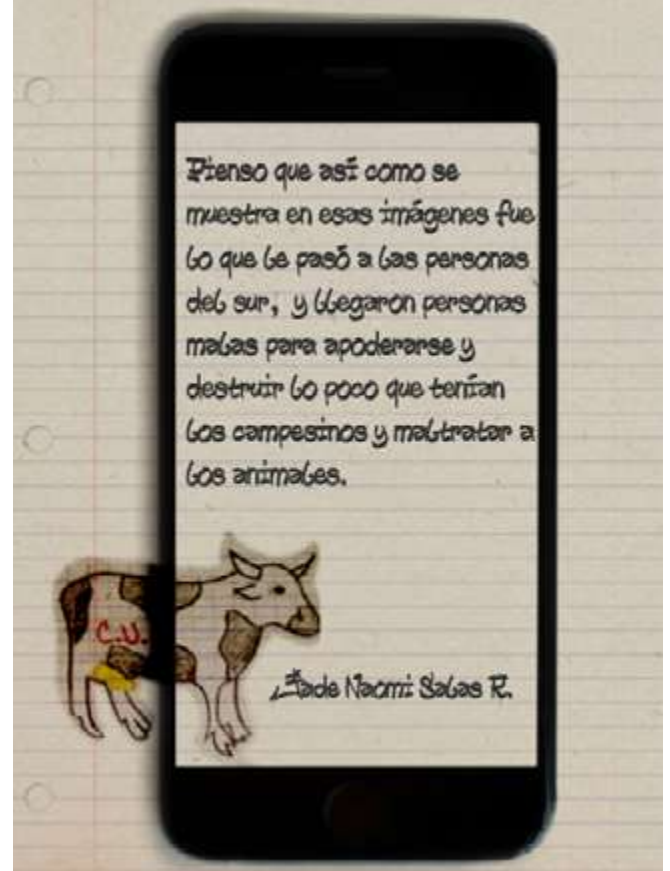 Pienso que así como se
muestra en esas imágenes fue
lo que le pasó a las personas
del sur, y llegaron personas
malas para apoderarse y
destruir lo poco que tenían
los campesinos y maltratar a
los animales.
C.U.
Jade Naomi Salas R.